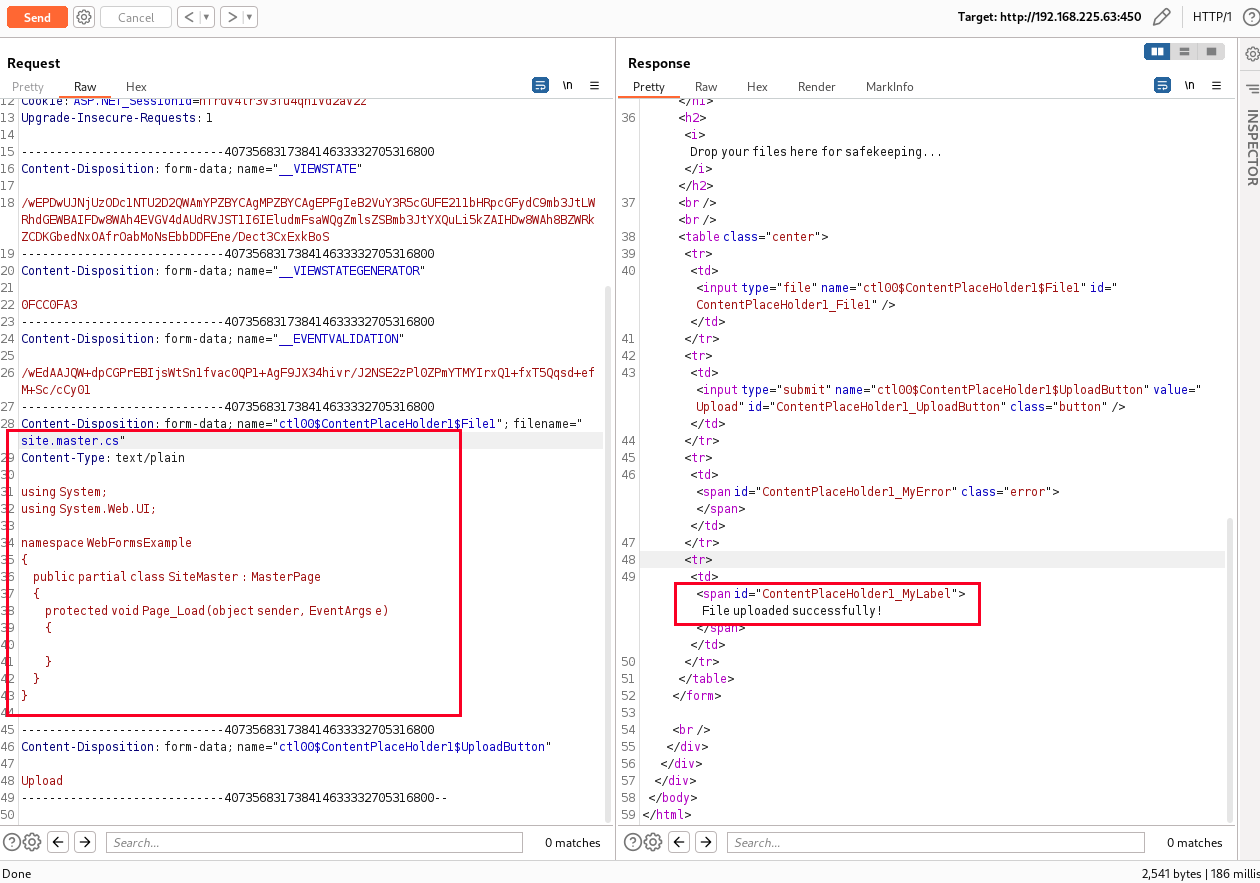 Send
Cancel
<
>
Target: http://192.168.225.63:450
HTTP/1
?
Request
Pretty
Raw
Hex
\n
12 Cookie: ASP.NET_SessionId=
13 Upgrade-Insecure-Requests: 1
14
15 -----------------------------407356831738414633332705316800
16 Content-Disposition: form-data; name="__VIEWSTATE"
17
18
19 -----------------------------407356831738414633332705316800
20 Content-Disposition: form-data; name="__VIEWSTATEGENERATOR"
21
22 0FCC0FA3
23 -----------------------------407356831738414633332705316800
24 Content-Disposition: form-data; name="__EVENTVALIDATION"
25
26
27 -----------------------------407356831738414633332705316800
28 Content-Disposition: form-data; name="ctl00$ContentPlaceHolder1$File1"; filename="
site.master.cs"
29 Content-Type: text/plain
30
31 using System;
32 using System.Web.UI;
33
34 namespace WebFormsExample
35 {
36 public partial class SiteMaster : MasterPage
37 {
38 protected void Page_Load(object sender, EventArgs e)
39 {
40
41 }
42 }
43 }
44
45 -----------------------------407356831738414633332705316800
46 Content-Disposition: form-data; name="ctl00$ContentPlaceHolder1$UploadButton"
47
48 Upload
49 -----------------------------407356831738414633332705316800--
50
Search...
0 matches
Response
Pretty
Raw
Hex
Render
MarkInfo
\n
</h1>
36 <h2>
<i>
Drop your files here for safekeeping...
</i>
</h2>
37 <br />
<br />
38 <table class="center">
39 <tr>
40 <td>
<input type="file" name="ctl00$ContentPlaceHolder1$File1" id="
ContentPlaceHolder1_File1" />
</td>
41 </tr>
42 <tr>
43 <td>
<input type="submit" name="ctl00$ContentPlaceHolder1$UploadButton" value="
Upload" id="ContentPlaceHolder1_UploadButton" class="button" />
</td>
44 </tr>
45 <tr>
46 <td>
<span id="ContentPlaceHolder1_MyError" class="error">
</span>
</td>
47 </tr>
48 <tr>
49 <td>
<span id="ContentPlaceHolder1_MyLabel">
File uploaded successfully!
</span>
</td>
50 </tr>
51 </table>
52 </form>
53
54 <br />
55 </div>
56 </div>
57 </div>
58 </body>
59 </html>
Search...
0 matches
INSPECTOR
Done
2,541 bytes | 186 millis